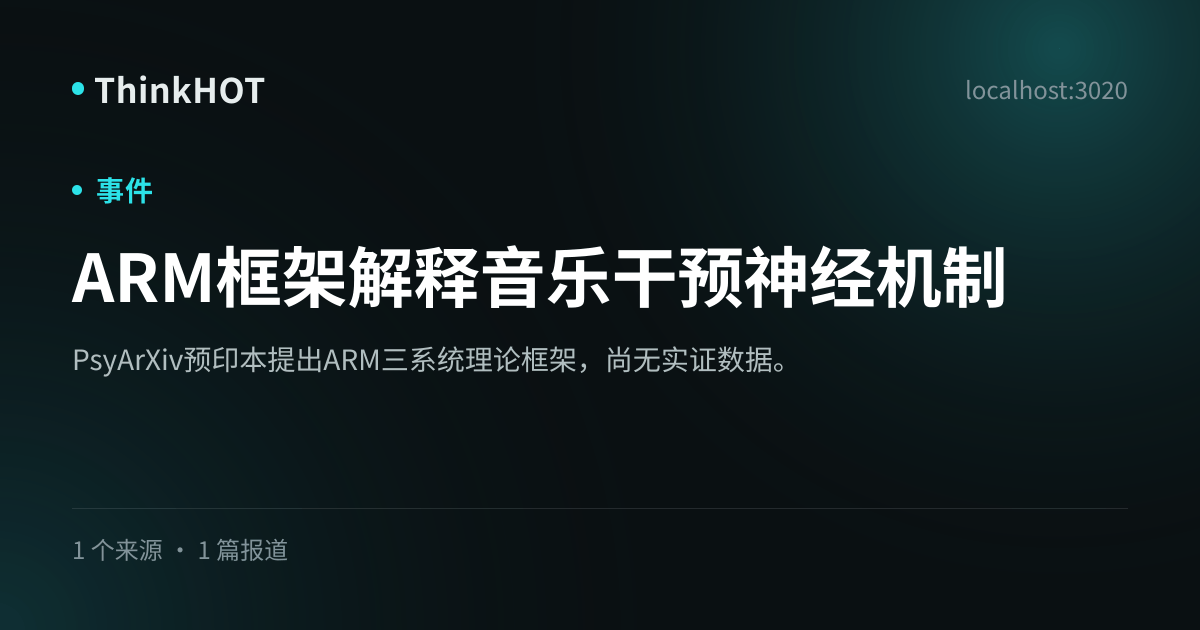 ThinkHOT
localhost:3020
事件
ARM框架解释音乐干预神经机制
PsyArXiv预印本提出ARM三系统理论框架，尚无实证数据。
1 个来源 · 1 篇报道